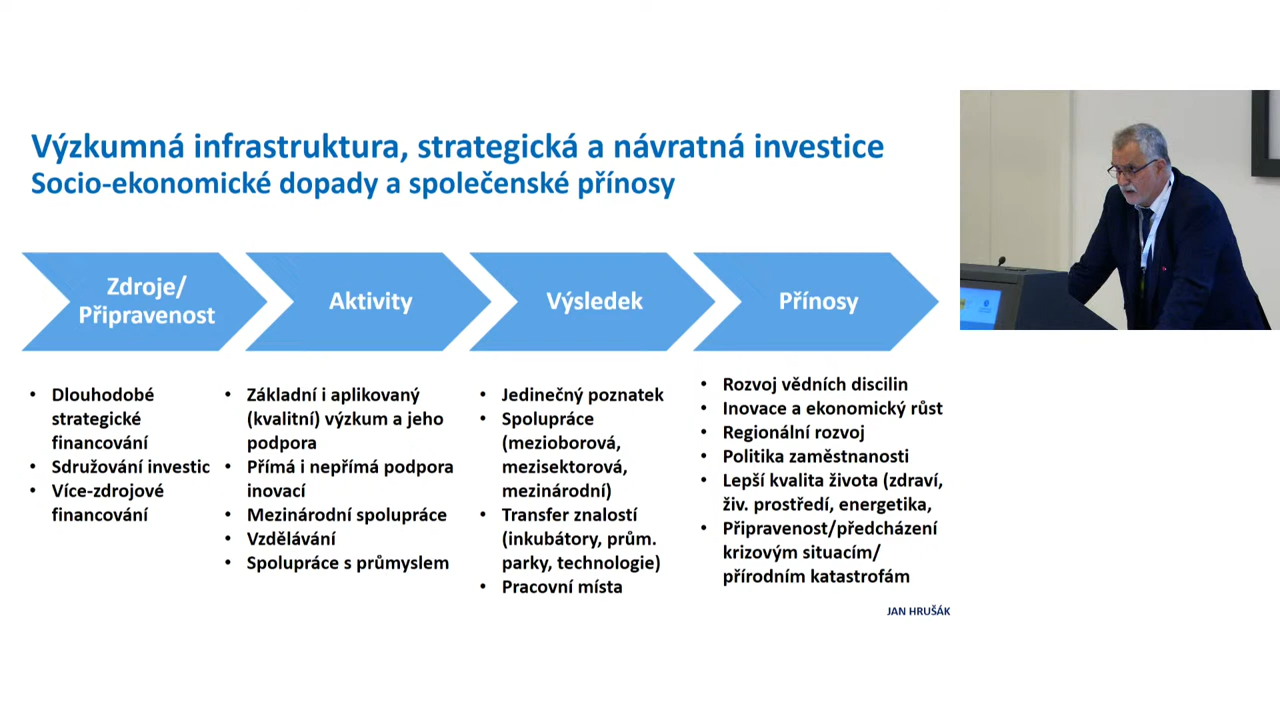 Výzkumná infrastruktura, strategická a návratná investice
Socio-ekonomické dopady a společenské přínosy
Zdroje/
Připravenost
Aktivity
Výsledek
Přínosy
• Dlouhodobé
strategické
financování
• Sdružování investic
• Více-zdrojové
financování
• Základní i aplikovaný
(kvalitní) výzkum a jeho
podpora
• Přímá i nepřímá podpora
inovací
• Mezinárodní spolupráce
• Vzdělávání
• Spolupráce s průmyslem
• Jedinečný poznatek
• Spolupráce
(mezioborová,
mezisektorová,
mezinárodní)
• Transfer znalostí
(inkubátory, prům.
parky, technologie)
• Pracovní místa
• Rozvoj vědních discilin
• Inovace a ekonomický růst
• Regionální rozvoj
• Politika zaměstnanosti
• Lepší kvalita života (zdraví,
živ. prostředí, energetika,
• Připravenost/předcházení
krizovým situacím/
přírodním katastrofám
JAN HRUŠÁK